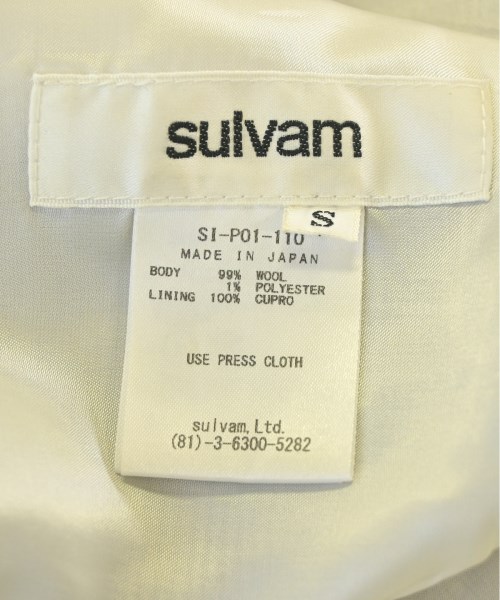 sulvam
S
SI-P01-110
MADE IN JAPAN
BODY 99% WOOL
1% POLYESTER
LINING 100% CUPRO
USE PRESS CLOTH
sulvam,Ltd.
(81)-3-6300-5282